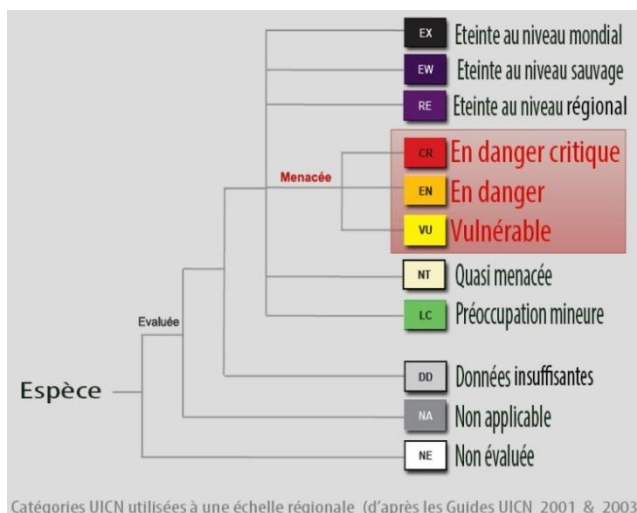 EX Eteinte au niveau mondial
EW Eteinte au niveau sauvage
RE Eteinte au niveau régional
CR En danger critique
Menacée
EN En danger
VU Vulnérable
NT Quasi menacée
LC Préoccupation mineure
Evaluée
DD Données insuffisantes
Espèce
NA Non applicable
NE Non évaluée
Catégories UICN utilisées à une échelle régionale (d'après les Guides UICN 2001 & 2003